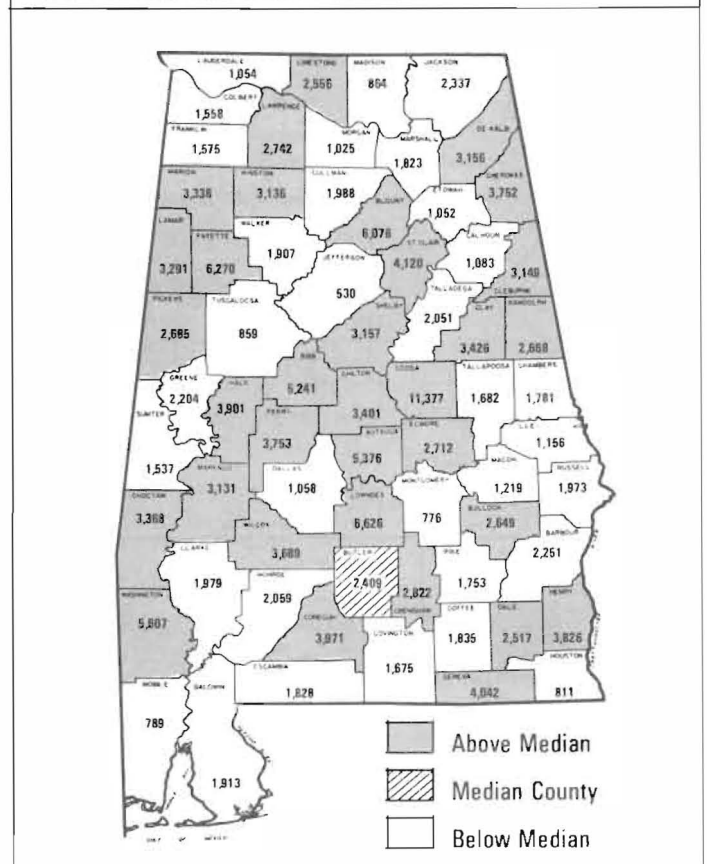 LAUDERDALE
1,054
LIMESTONE
2,556
MADISON
864
JACKSON
2,337
COLBERT
1,558
FRANKLIN
1,575
LAWRENCE
2,742
MORGAN
1,025
MARSHALL
1,823
DE KALB
3,156
CHEROKEE
3,752
MARION
3,336
WINSTON
3,136
CULLMAN
1,988
BLOUNT
6,076
ETOWAH
1,052
LAMAR
3,291
FAYETTE
6,270
WALKER
1,907
JEFFERSON
530
ST CLAIR
4,120
CALHOUN
1,083
CLEBURNE
3,149
PICKENS
2,685
TUSCALOOSA
859
SHELBY
3,157
TALLADEGA
2,051
CLAY
3,426
RANDOLPH
2,668
GREENE
2,204
HALE
3,901
BIBB
5,241
CHILTON
3,401
COOSA
11,377
TALLAPOOSA
1,682
CHAMBERS
1,781
SUMTER
1,537
PERRY
3,753
AUTAUGA
5,376
ELMORE
2,712
LEE
1,156
MACON
1,219
RUSSELL
1,973
CHOCTAW
3,368
MARENGO
3,131
DALLAS
1,058
LOWNDES
6,626
MONTGOMERY
776
BULLOCK
2,649
BARBOUR
2,251
WILCOX
3,689
BUTLER
2,409
CRENSHAW
2,822
PIKE
1,753
CLARKE
1,979
MONROE
2,059
WASHINGTON
5,807
CONECUH
3,971
COVINGTON
1,675
COFFEE
1,835
DALE
2,517
HENRY
3,826
HOUSTON
811
ESCAMBIA
1,828
GENEVA
4,042
MOBILE
789
BALDWIN
1,913
GULF OF MEXICO
Above Median
Median County
Below Median